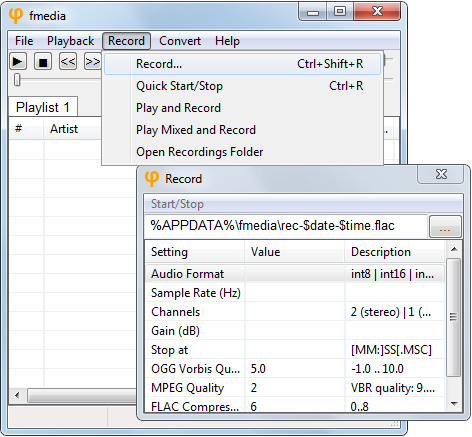 fmedia
File Playback Record Convert Help
Record... Ctrl+Shift+R
Quick Start/Stop Ctrl+R
Play and Record
Play Mixed and Record
Open Recordings Folder
<< >>
Playlist 1
# Artist
Record
Start/Stop
%APPDATA%\fmedia\rec-$date-$time.flac ...
Setting Value Description
Audio Format int8 | int16 | in...
Sample Rate (Hz)
Channels 2 (stereo) | 1 (...
Gain (dB)
Stop at [MM:]SS[.MSC]
OGG Vorbis Qu... 5.0 -1.0 .. 10.0
MPEG Quality 2 VBR quality: 9....
FLAC Compres... 6 0..8